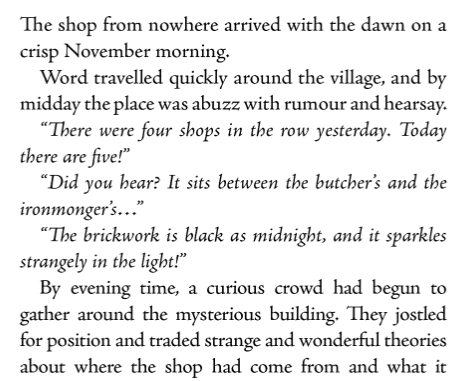 The shop from nowhere arrived with the dawn on a
crisp November morning.
Word travelled quickly around the village, and by
midday the place was abuzz with rumour and hearsay.
“There were four shops in the row yesterday. Today
there are five!”
“Did you hear? It sits between the butcher’s and the
ironmonger’s…”
“The brickwork is black as midnight, and it sparkles
strangely in the light!”
By evening time, a curious crowd had begun to
gather around the mysterious building. They jostled
for position and traded strange and wonderful theories
about where the shop had come from and what it